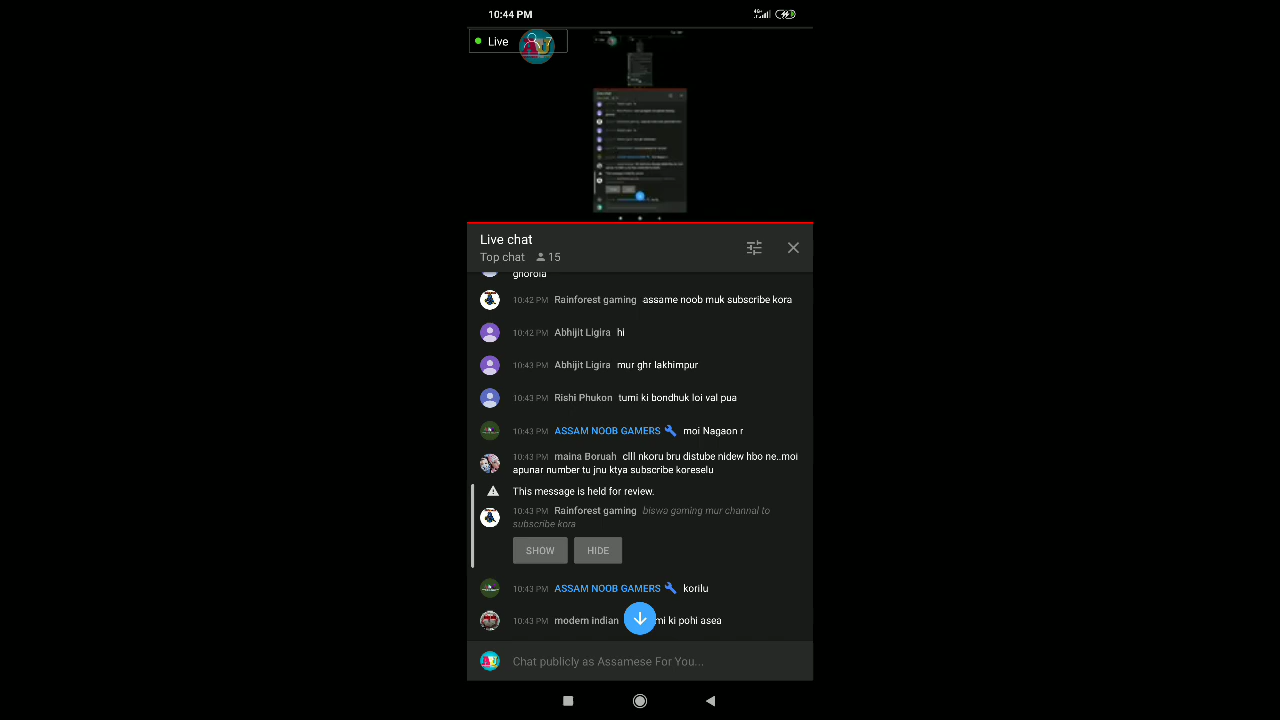 10:44 PM
Live
Live chat
Top chat 15
ghorola
10:42 PM Rainforest gaming assame noob muk subscribe kora
10:42 PM Abhijit Ligira hi
10:43 PM Abhijit Ligira mur ghr lakhimpur
10:43 PM Rishi Phukon tumi ki bondhuk loi val pua
10:43 PM ASSAM NOOB GAMERS moi Nagaon r
10:43 PM maina Boruah clll nkoru bru distube nidew hbo ne..moi
apunar number tu jnu ktya subscribe koreselu
This message is held for review.
10:43 PM Rainforest gaming biswa gaming mur channal to
subscribe kora
SHOW HIDE
10:43 PM ASSAM NOOB GAMERS korilu
10:43 PM modern indian ki pohi asea
Chat publicly as Assamese For You...